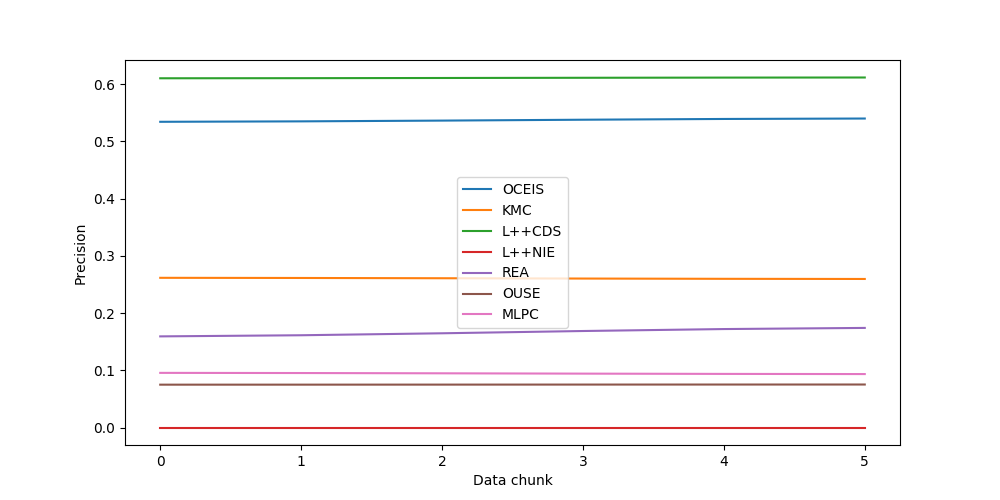 0.6
0.5
0.4
0.3
0.2
0.1
0.0
Precision
OCEIS
KMC
L++CDS
L++NIE
REA
OUSE
MLPC
0 1 2 3 4 5
Data chunk